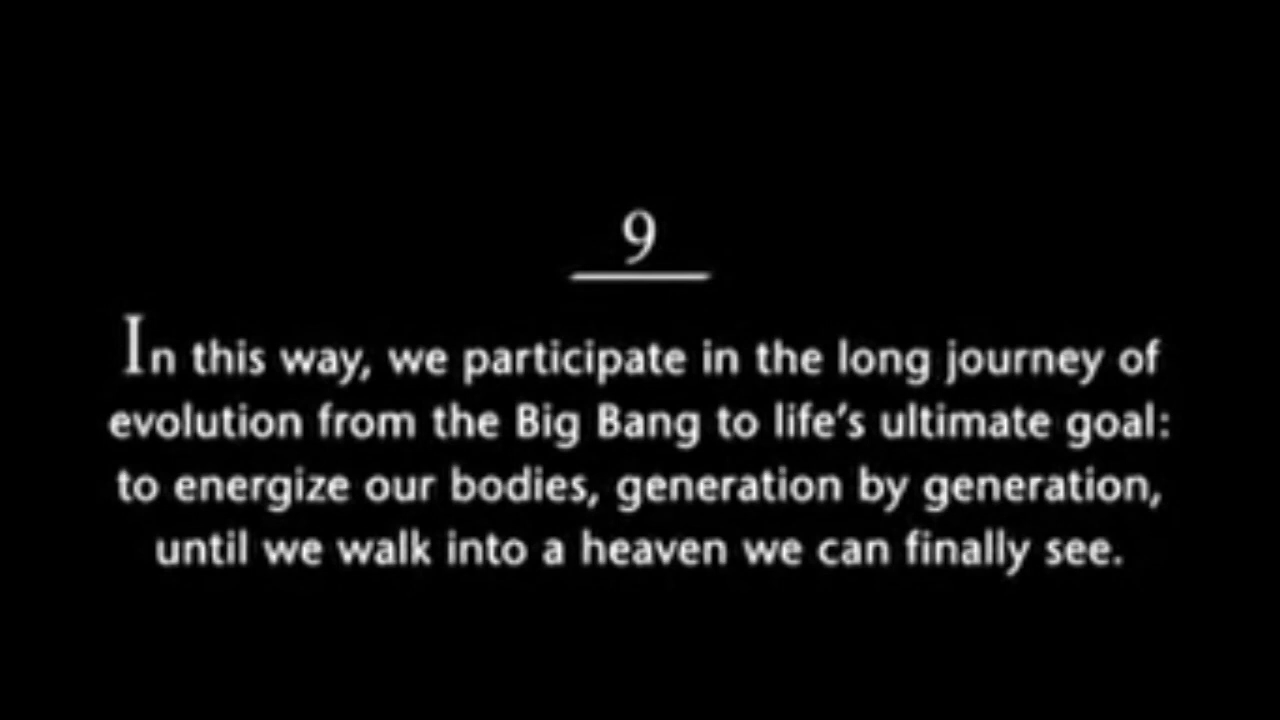 9
In this way, we participate in the long journey of
evolution from the Big Bang to life's ultimate goal:
to energize our bodies, generation by generation,
until we walk into a heaven we can finally see.